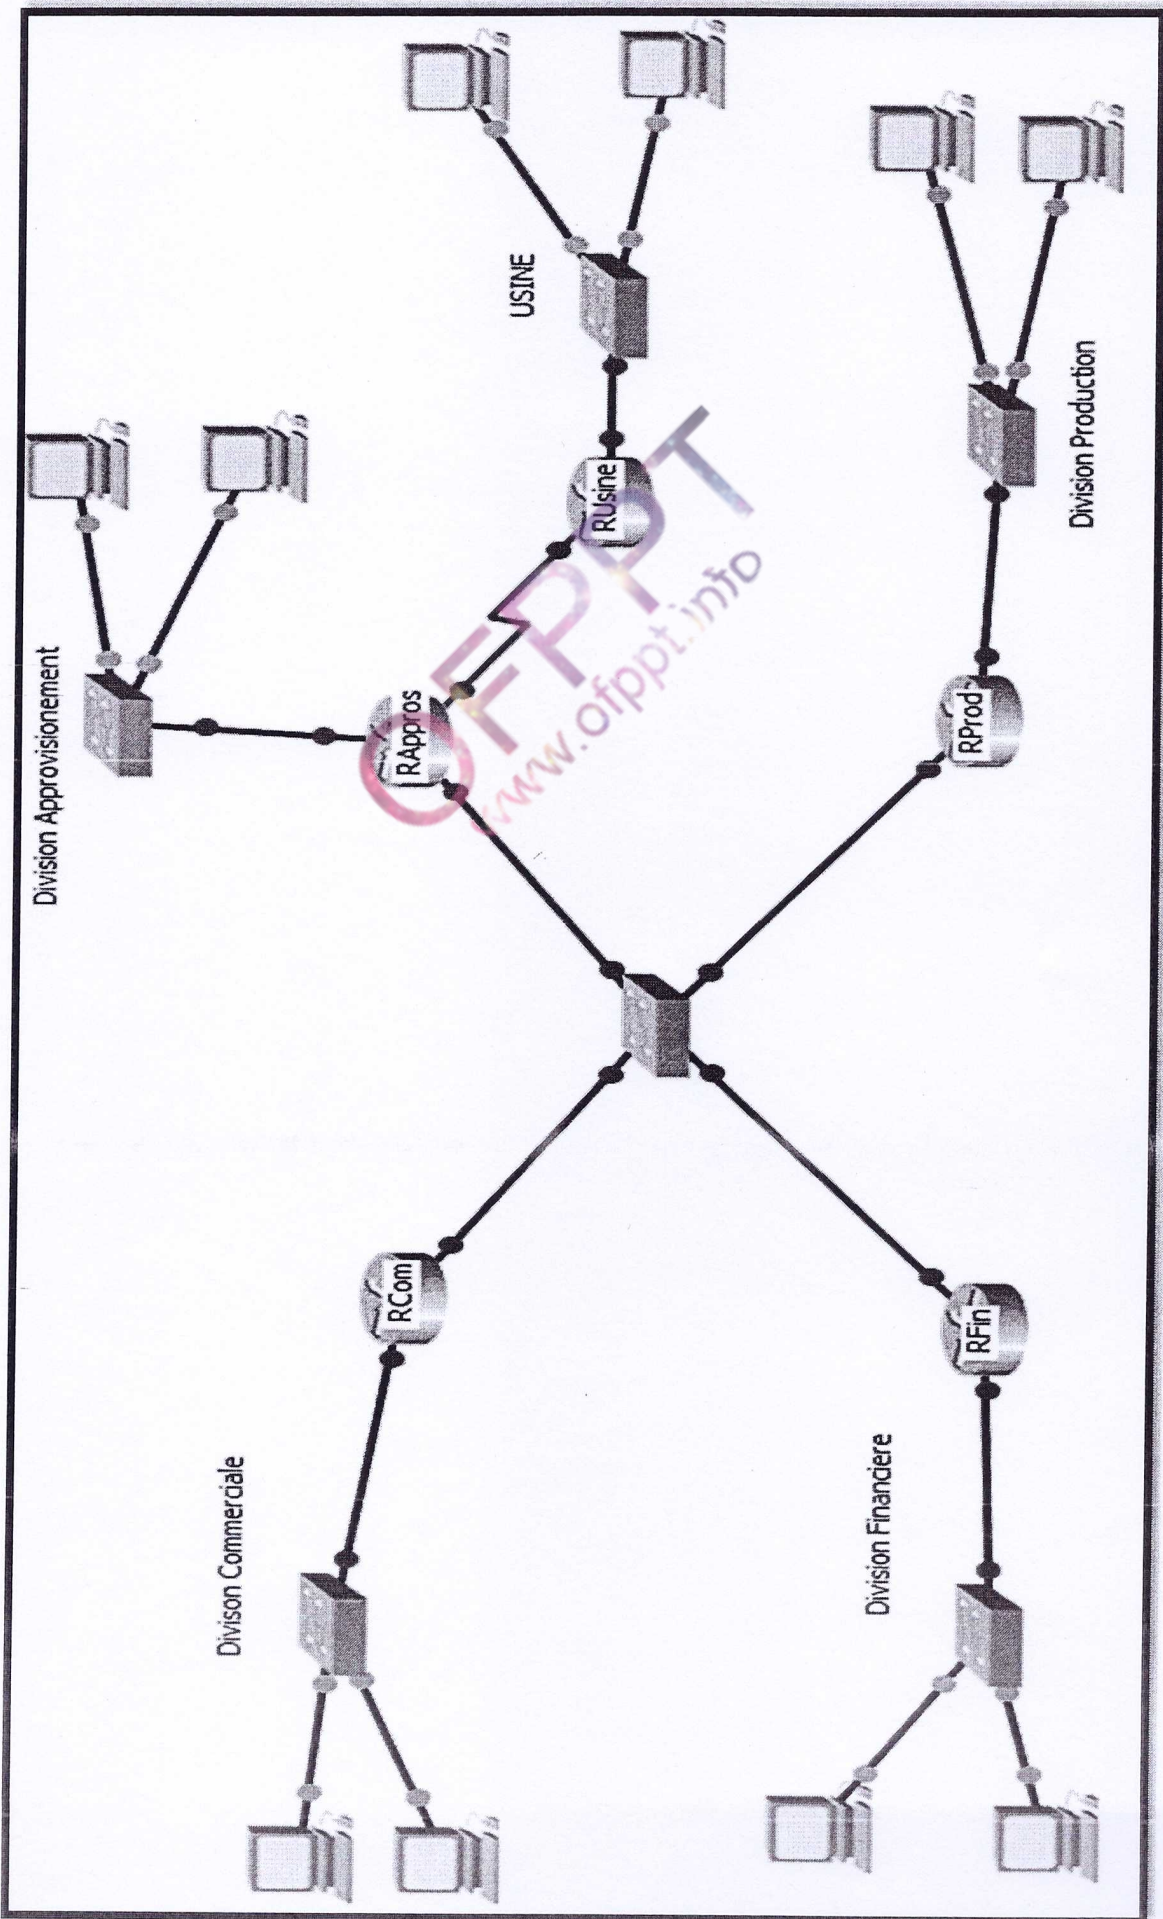 Division Approvisionement
RAppros
USINE
RUsine
Divison Commerciale
RCom
RProd
Division Production
Division Financiere
RFin
OFPPT
www.ofppt.info